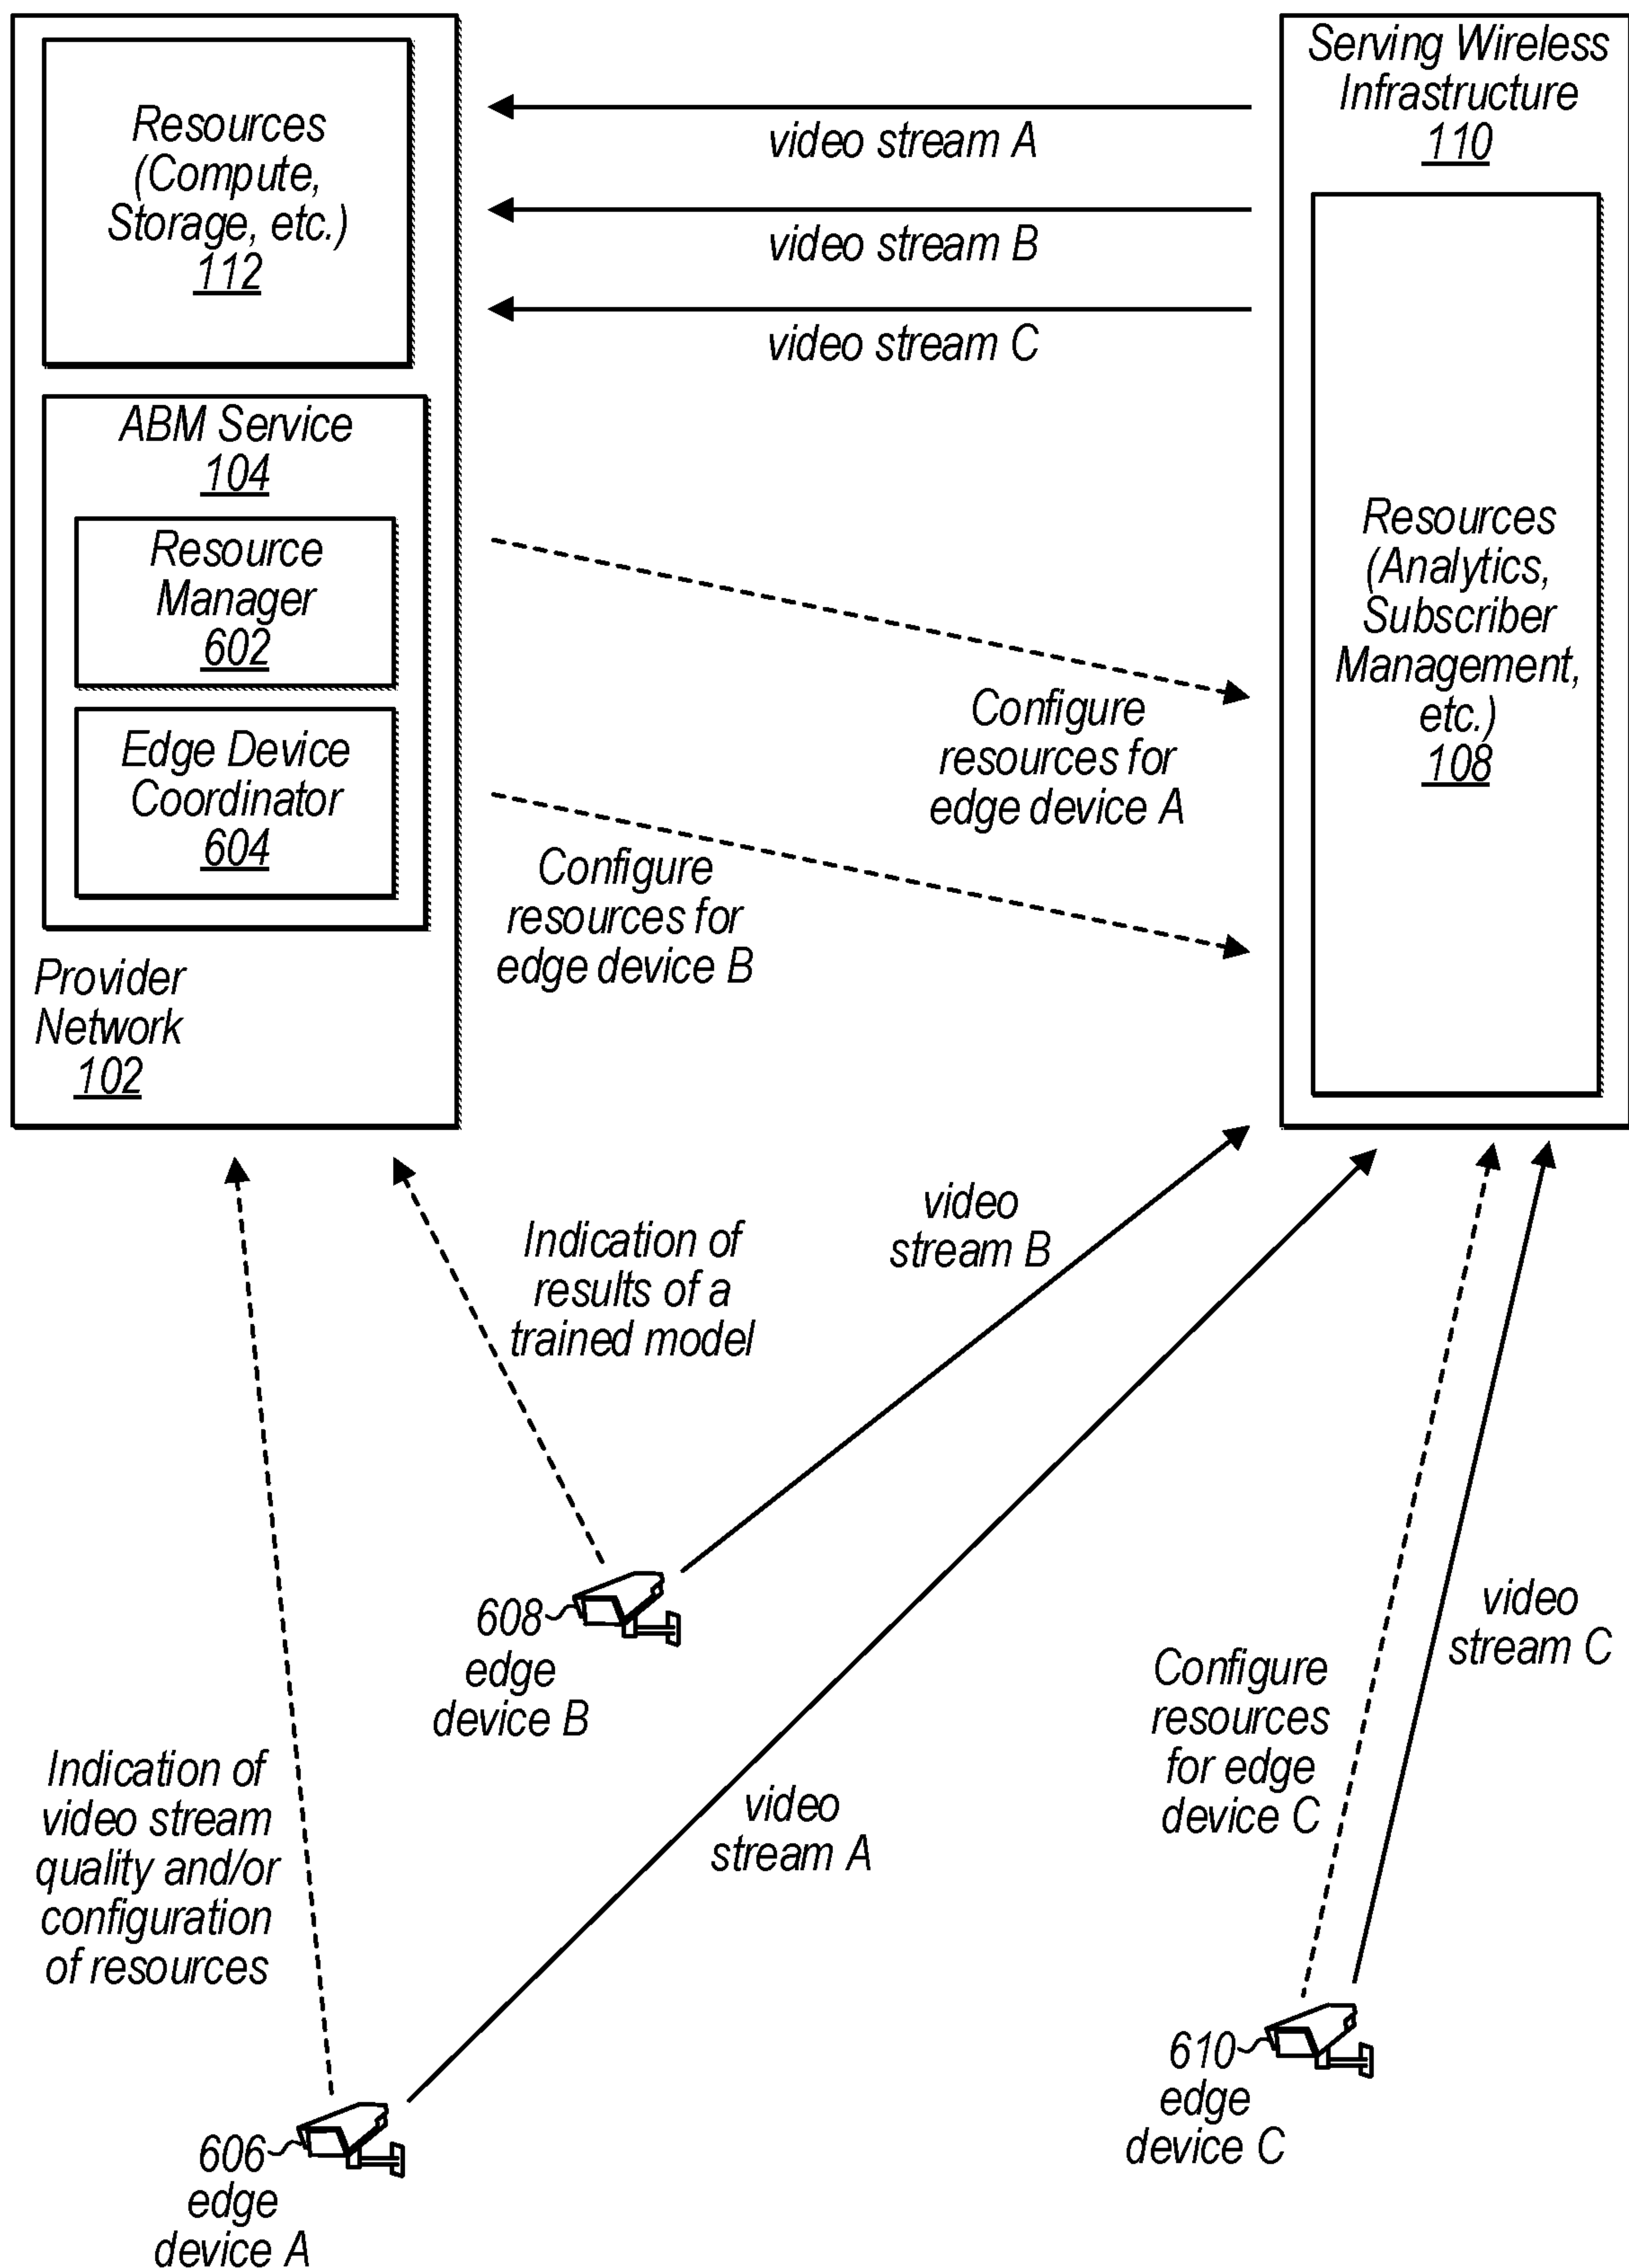 Resources
(Compute,
Storage, etc.)
112
ABM Service
104
Resource
Manager
602
Edge Device
Coordinator
604
Provider
Network
102
video stream A
video stream B
video stream C
Serving Wireless
Infrastructure
110
Resources
(Analytics,
Subscriber
Management,
etc.)
108
Configure
resources for
edge device A
Configure
resources for
edge device B
Indication of
results of a
trained model
video
stream B
608
edge
device B
video
stream C
Configure
resources
for edge
device C
Indication of
video stream
quality and/or
configuration
of resources
video
stream A
610
edge
device C
606
edge
device A